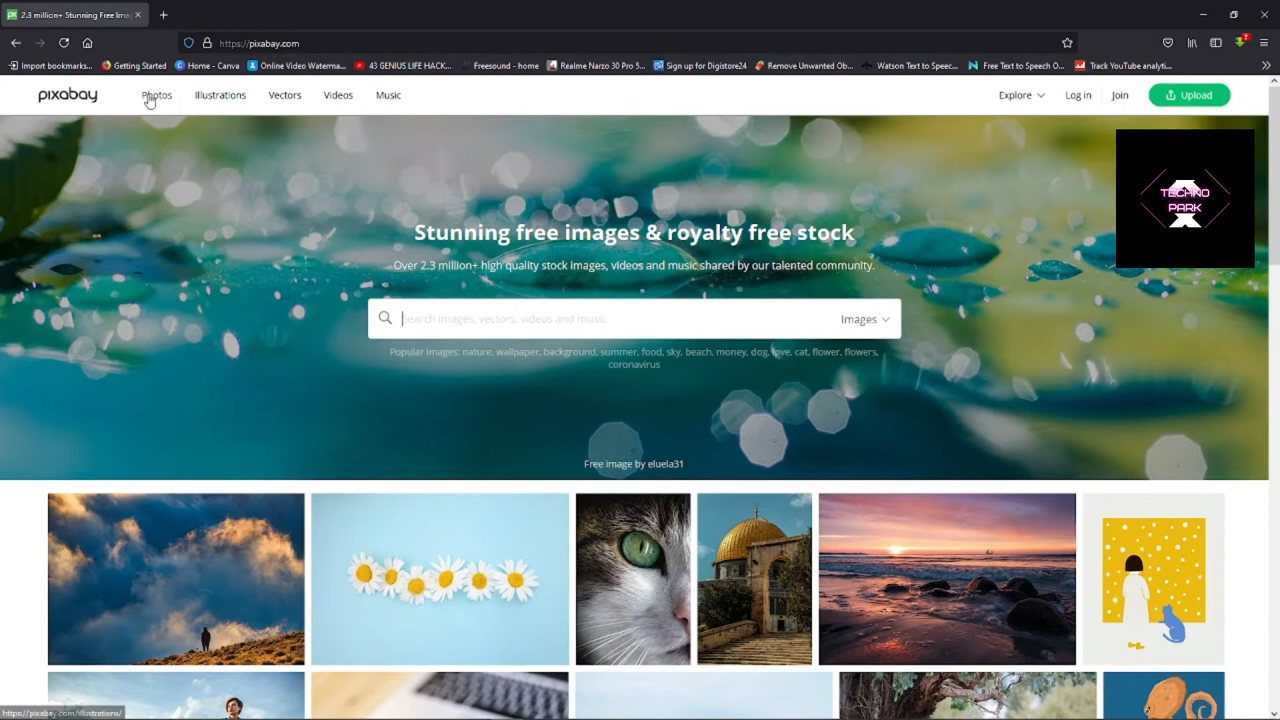 2.3 million+ Stunning Free Ima
https://pixabay.com
Import bookmarks...
Getting Started
Home - Canva
Online Video Waterma...
43 GENIUS LIFE HACK...
Freesound - home
Realme Narzo 30 Pro 5...
Sign up for Digistore24
Remove Unwanted Ob...
Watson Text to Speec...
Free Text to Speech O...
Track YouTube analyti...
pixabay
Photos
Illustrations
Vectors
Videos
Music
Explore
Log in
Join
Upload
TECHNO
PARK
X
Stunning free images & royalty free stock
Over 2.3 million+ high quality stock images, videos and music shared by our talented community.
Search images, vectors, videos and music
Images
Popular Images: nature, wallpaper, background, summer, food, sky, beach, money, dog, love, cat, flower, flowers,
coronavirus
Free image by eluela31
https://pixabay.com/illustrations/